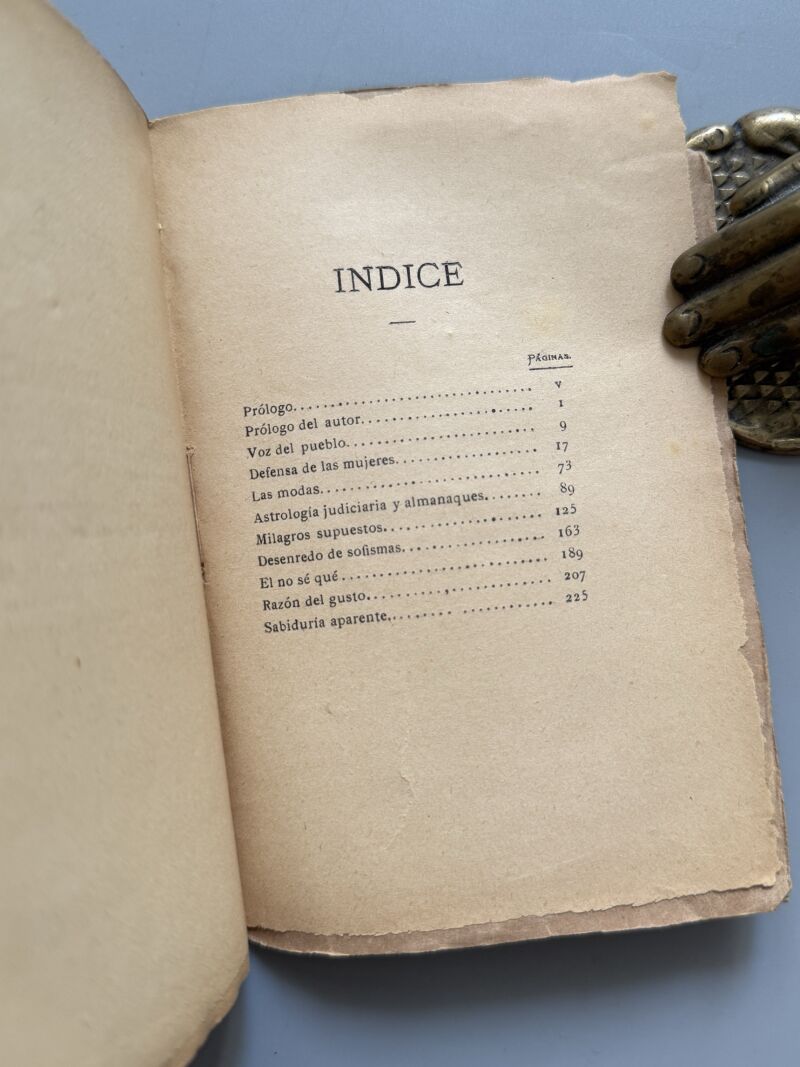 INDICE
PÁGINAS.
Prólogo.............................. V
Prólogo del autor.................... 1
Voz del pueblo....................... 9
Defensa de las mujeres............... 17
Las modas............................ 73
Astrología judiciaria y almanaques....... 89
Milagros supuestos................... 125
Desenredo de sofismas................ 163
El no sé qué......................... 189
Razón del gusto...................... 207
Sabiduría aparente................... 225